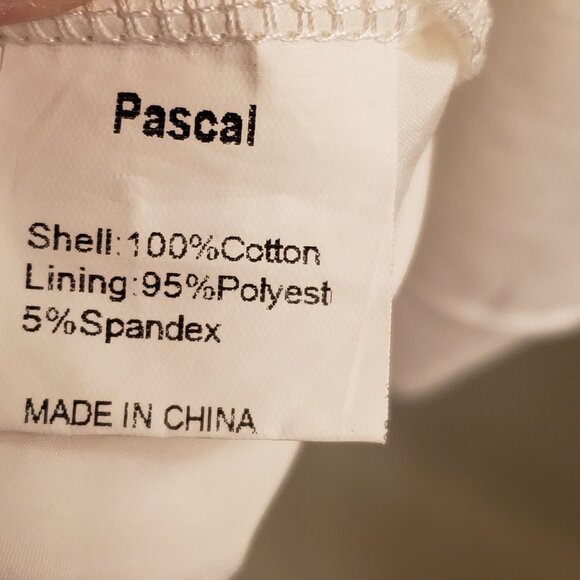 Pascal
Shell:100%Cotton
Lining:95%Polyest
5%Spandex
MADE IN CHINA